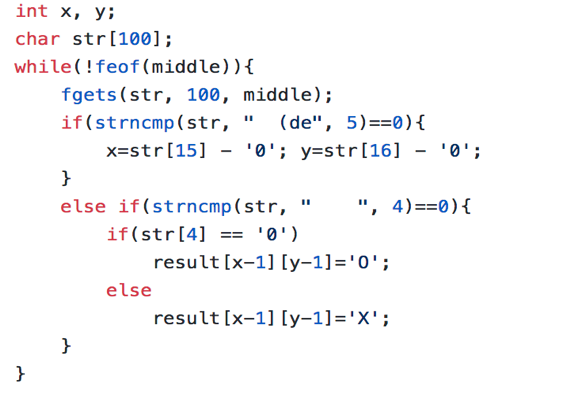 int x, y;
char str[100];
while(!feof(middle)){
    fgets(str, 100, middle);
    if(strncmp(str, "  (de", 5)==0){
        x=str[15] - '0'; y=str[16] - '0';
    }
    else if(strncmp(str, "    ", 4)==0){
        if(str[4] == '0')
            result[x-1][y-1]='O';
        else
            result[x-1][y-1]='X';
    }
}